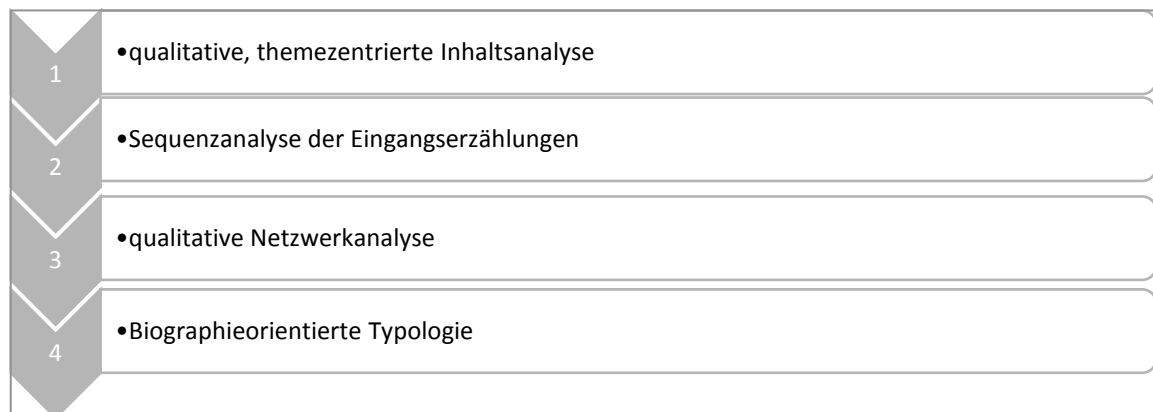 1
•qualitative, themezentrierte Inhaltsanalyse
2
•Sequenzanalyse der Eingangserzählungen
3
•qualitative Netzwerkanalyse
4
•Biographieorientierte Typologie